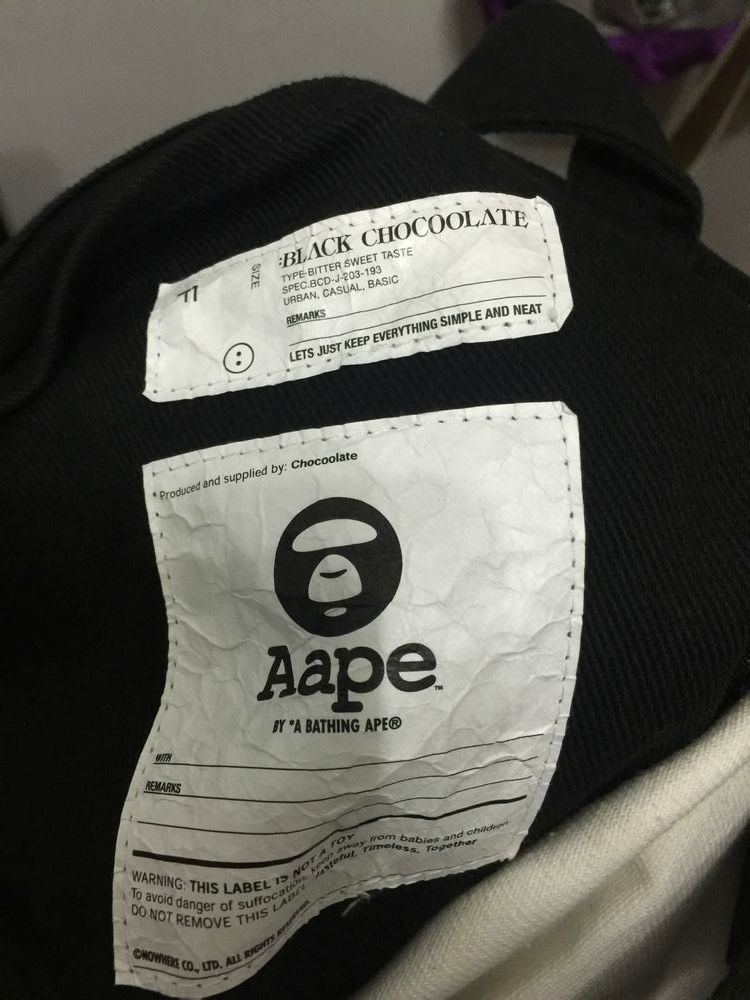 :BLACK CHOCOOLATE
TYPE-BITTER SWEET TASTE
SPEC.BCD-J-203-193
URBAN, CASUAL, BASIC
SIZE
REMARKS
LETS JUST KEEP EVERYTHING SIMPLE AND NEAT
Produced and supplied by: Chocoolate
Aape™
BY *A BATHING APE®
WITH
REMARKS
WARNING: THIS LABEL IS NOT A TOY
To avoid danger of suffocation, keep away from babies and children
DO NOT REMOVE THIS LABEL. Tasteful, Timeless, Together
©NOWHERE CO., LTD. ALL RIGHTS RESERVED.